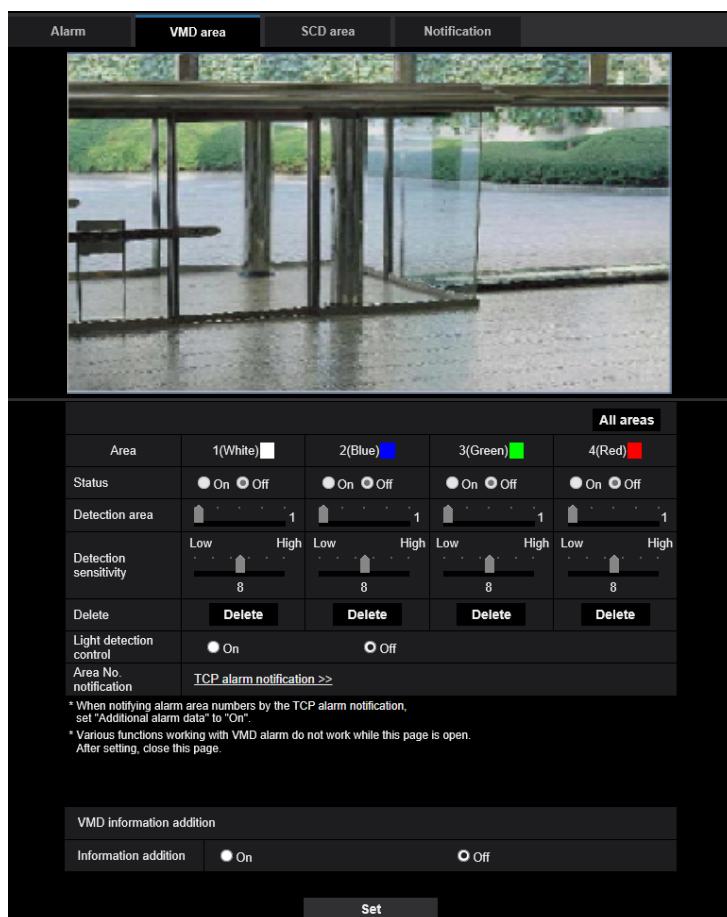 Alarm VMD area SCD area Notification
All areas
Area 1(White) 2(Blue) 3(Green) 4(Red)
Status On Off On Off On Off On Off
Detection area 1 1 1 1
Low High Low High Low High Low High
Detection
sensitivity
8 8 8 8
Delete Delete Delete Delete Delete
Light detection
control On Off
Area No.
notification TCP alarm notification >>
* When notifying alarm area numbers by the TCP alarm notification,
set "Additional alarm data" to "On".
* Various functions working with VMD alarm do not work while this page is open.
After setting, close this page.
VMD information addition
Information addition On Off
Set